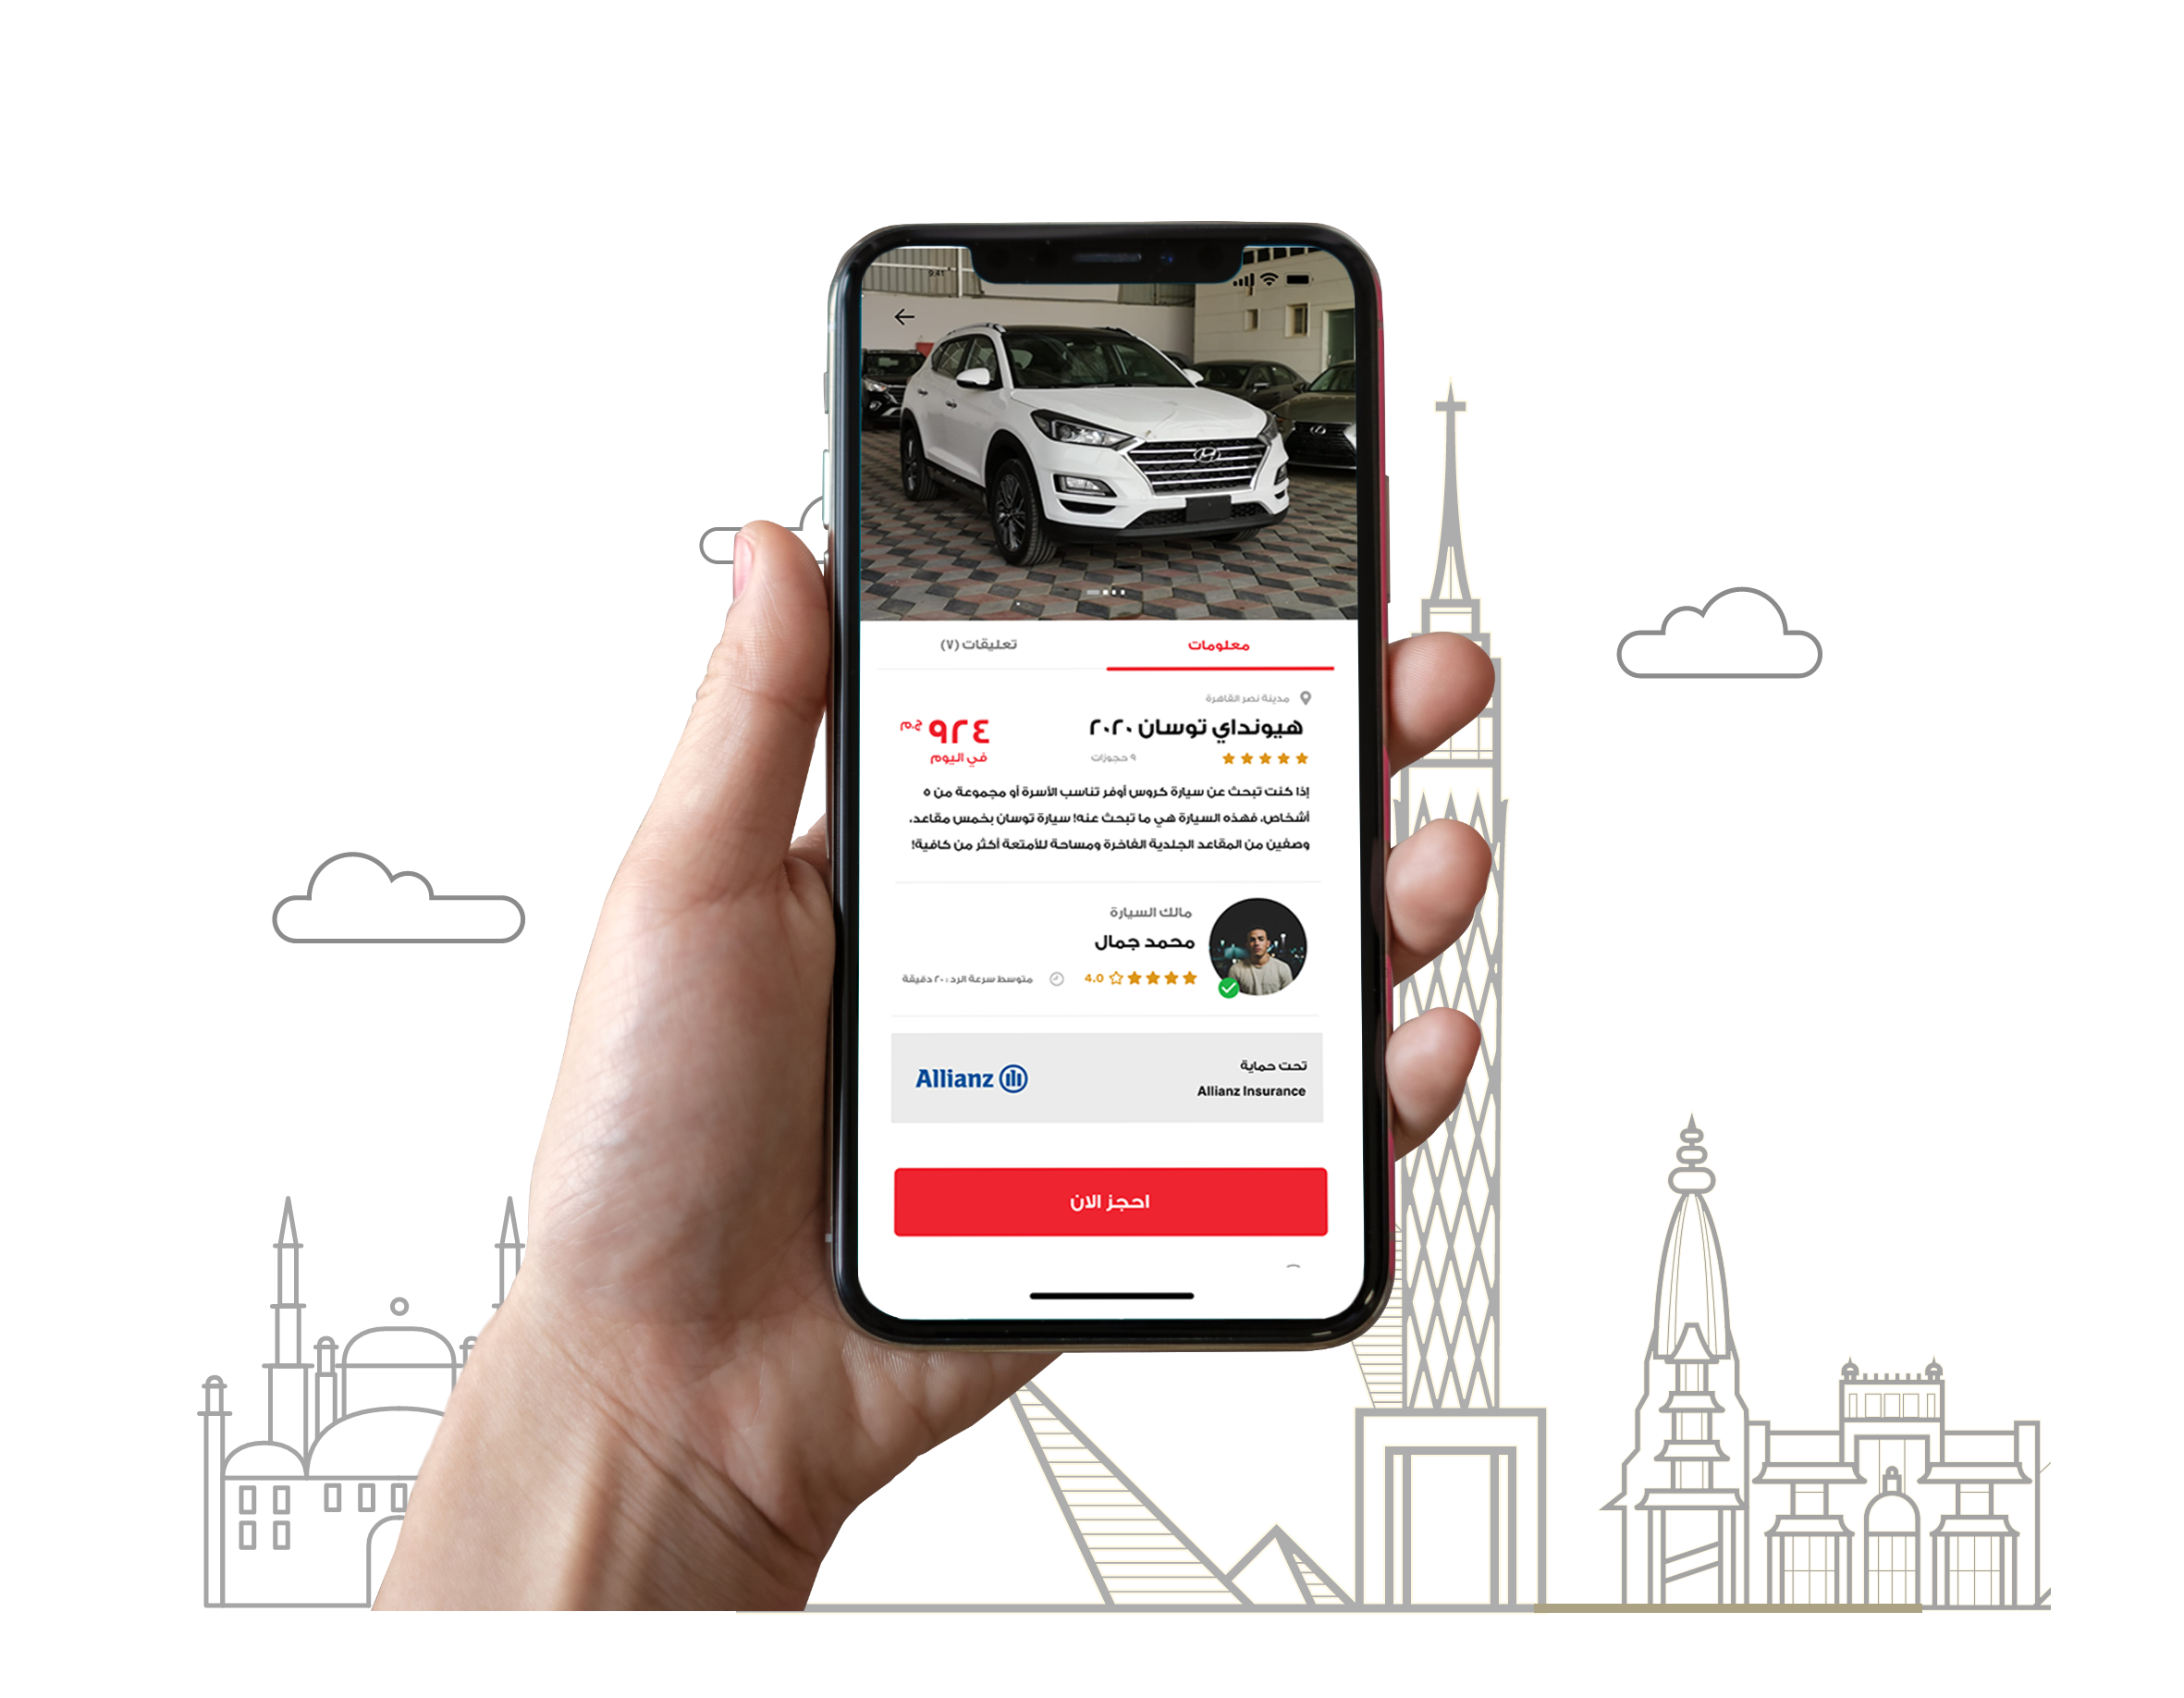 9:41
معلومات
تعليقات (٧)
مدينة نصر القاهرة
هيونداي توسان ٢٠٢٠
٩٢٤ ج.م
في اليوم
٩ حجوزات
إذا كنت تبحث عن سيارة كروس أوفر تناسب الأسرة أو مجموعة من ٥
أشخاص، فهذه السيارة هي ما تبحث عنه! سيارة توسان بخمس مقاعد،
وصفين من المقاعد الجلدية الفاخرة ومساحة للأمتعة أكثر من كافية!
مالك السيارة
محمد جمال
4.0
متوسط سرعة الرد : ٢٠ دقيقة
تحت حماية
Allianz Insurance
Allianz
احجز الان